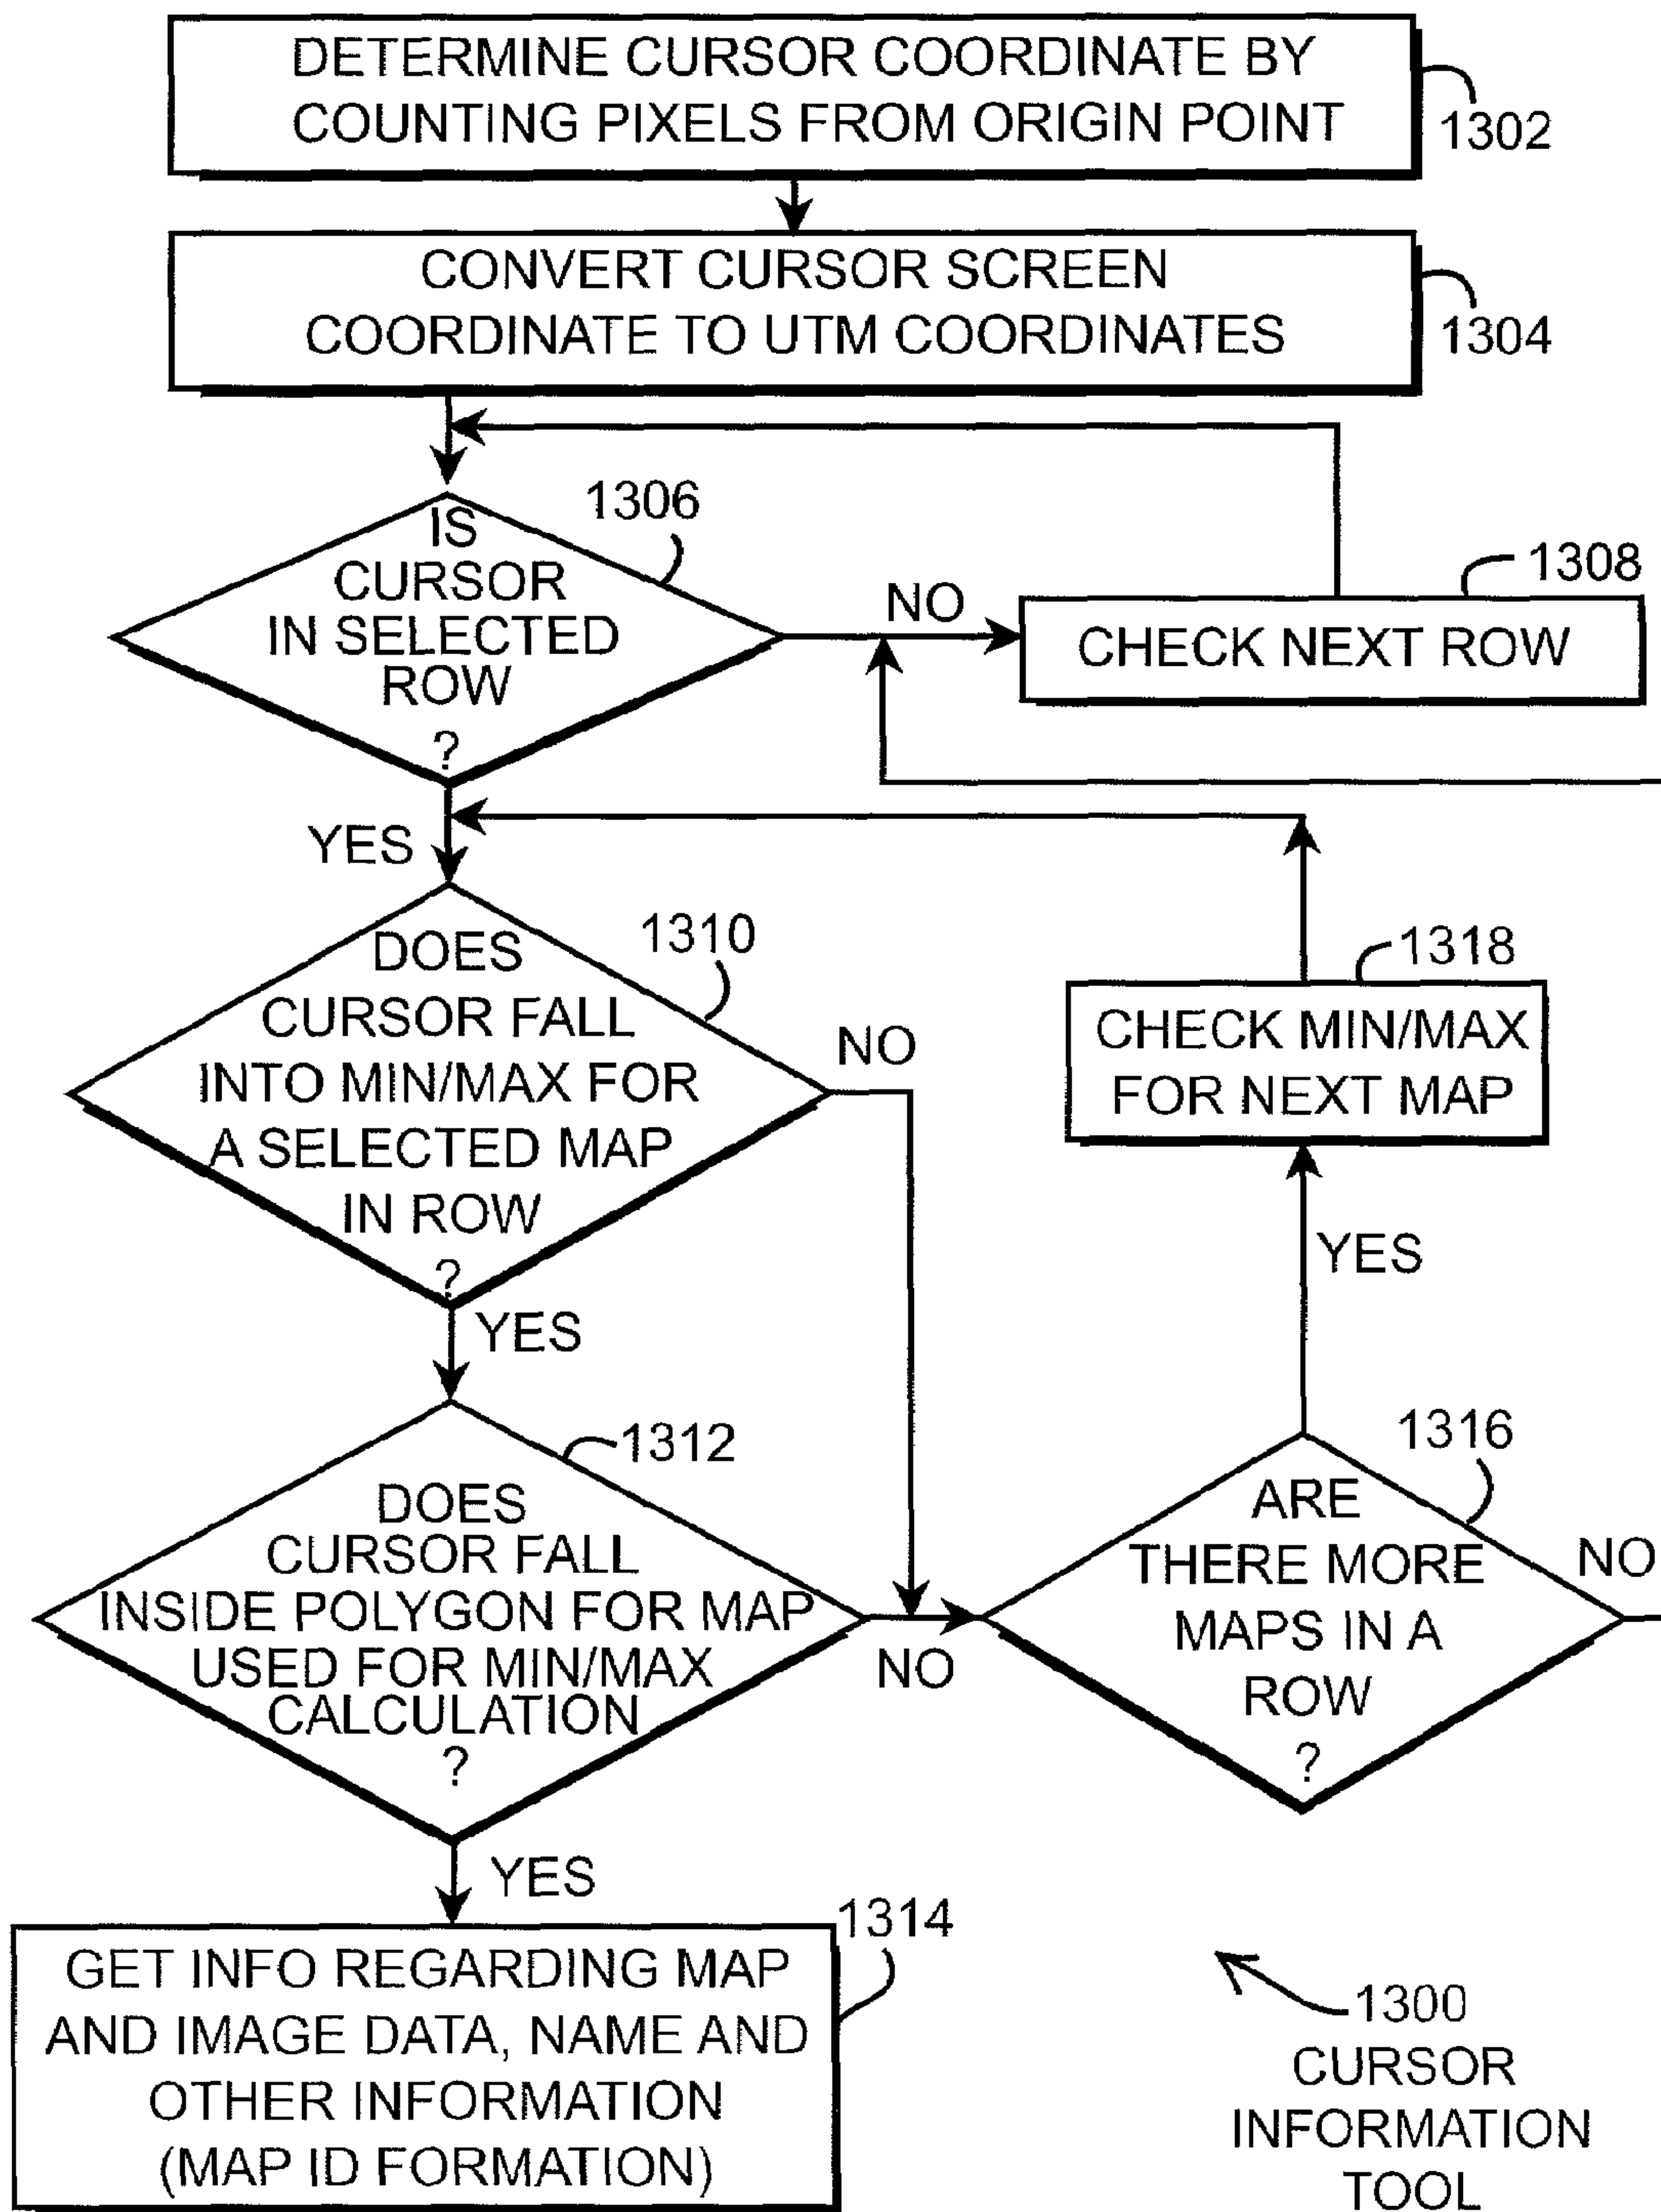 DETERMINE CURSOR COORDINATE BY
COUNTING PIXELS FROM ORIGIN POINT
1302
CONVERT CURSOR SCREEN
COORDINATE TO UTM COORDINATES
1304
IS
CURSOR
IN SELECTED
ROW
?
1306
NO
1308
CHECK NEXT ROW
YES
DOES
CURSOR FALL
INTO MIN/MAX FOR
A SELECTED MAP
IN ROW
?
1310
NO
1318
CHECK MIN/MAX
FOR NEXT MAP
YES
YES
DOES
CURSOR FALL
INSIDE POLYGON FOR MAP
USED FOR MIN/MAX
CALCULATION
?
1312
NO
1316
ARE
THERE MORE
MAPS IN A
ROW
?
NO
YES
1314
GET INFO REGARDING MAP
AND IMAGE DATA, NAME AND
OTHER INFORMATION
(MAP ID FORMATION)
1300
CURSOR
INFORMATION
TOOL